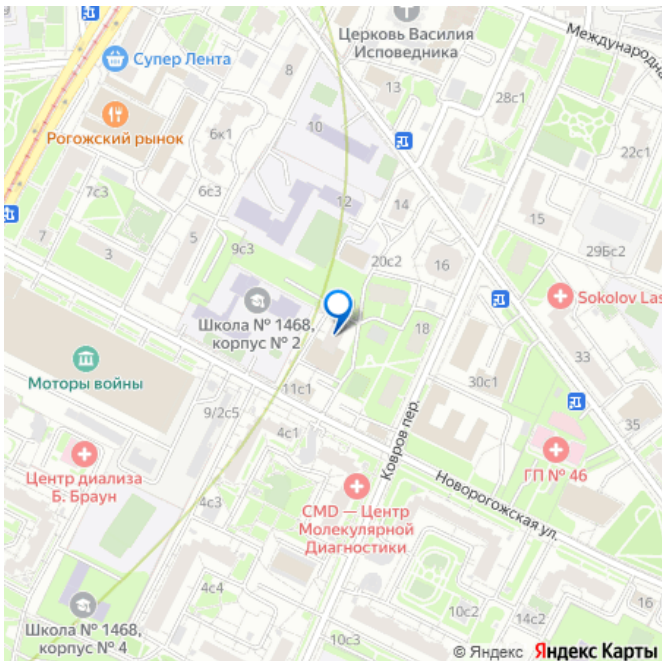 Церковь Василия
Исповедника
Международна
Супер Лента
8
13
28с1
Рогожский рынок
6к1
10
22с1
7с3
6с3
12
14
15
7
3
5
9с3
20с2
16
29Бс2
Sokolov Las
Школа № 1468,
корпус № 2
18
33
Моторы войны
11с1
30с1
9/2с5
4с1
Ковров пер.
35
Центр диализа
Б. Браун
ГП № 46
4с3
CMD — Центр
Молекулярной
Диагностики
Новорогожская ул.
4с4
10с2
14с2
16
Школа № 1468,
корпус № 4
10с3
© Яндекс Яндекс Карты